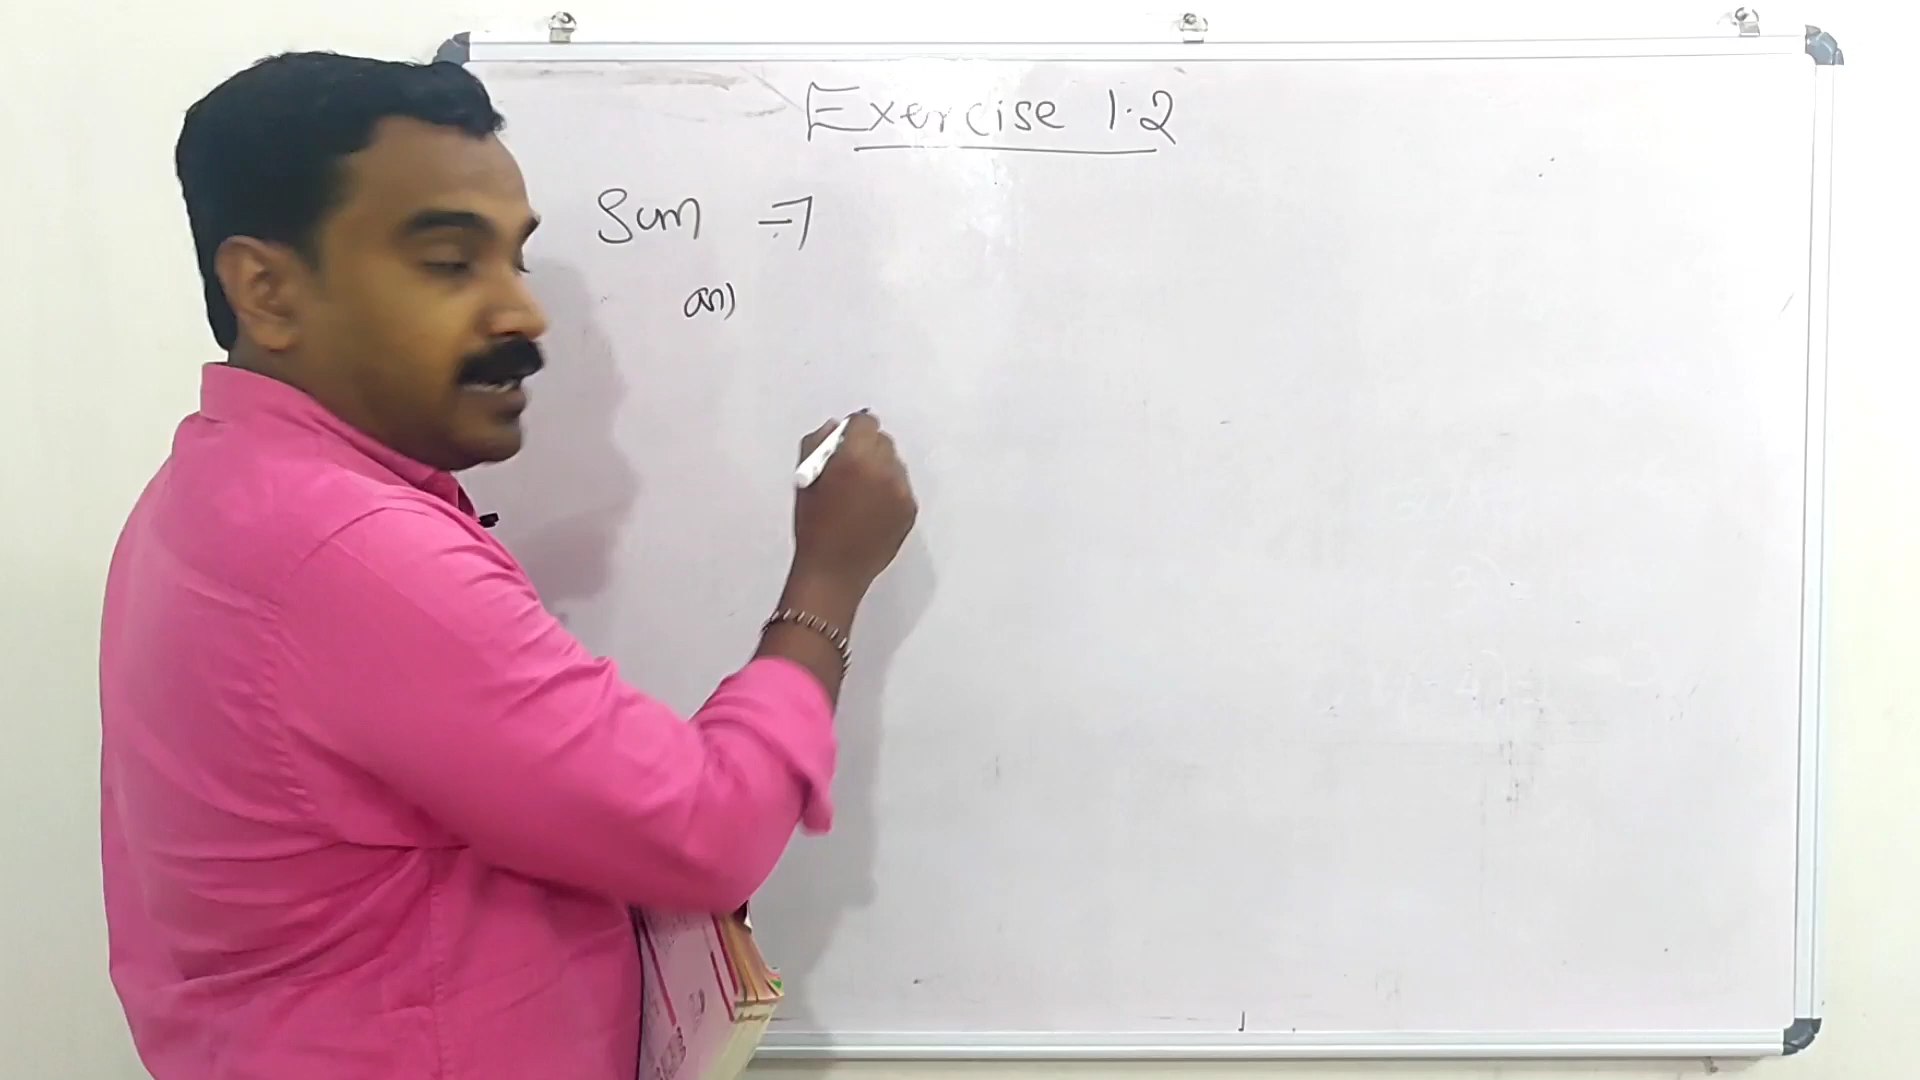 Exercise 1.2
Sum = -7
an)